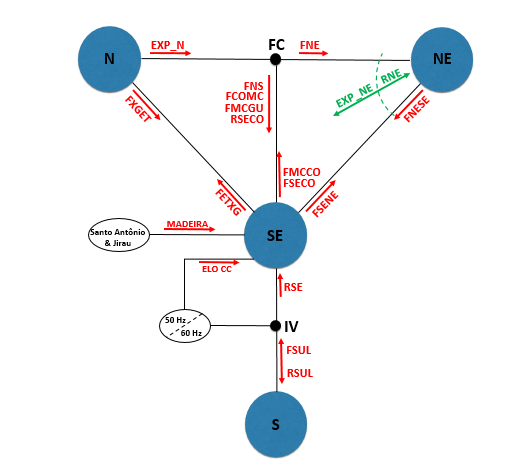 EXP_N
FC
FNE
N
NE
EXP_NE RNE
FNS
FCOMC
FMCGU
RSECO
FXGET
FNESE
FMCCO
FSECO
FETXG
FSENE
MADEIRA
Santo Antônio
& Jirau
SE
ELO CC
RSE
50 Hz
60 Hz
IV
FSUL
RSUL
S